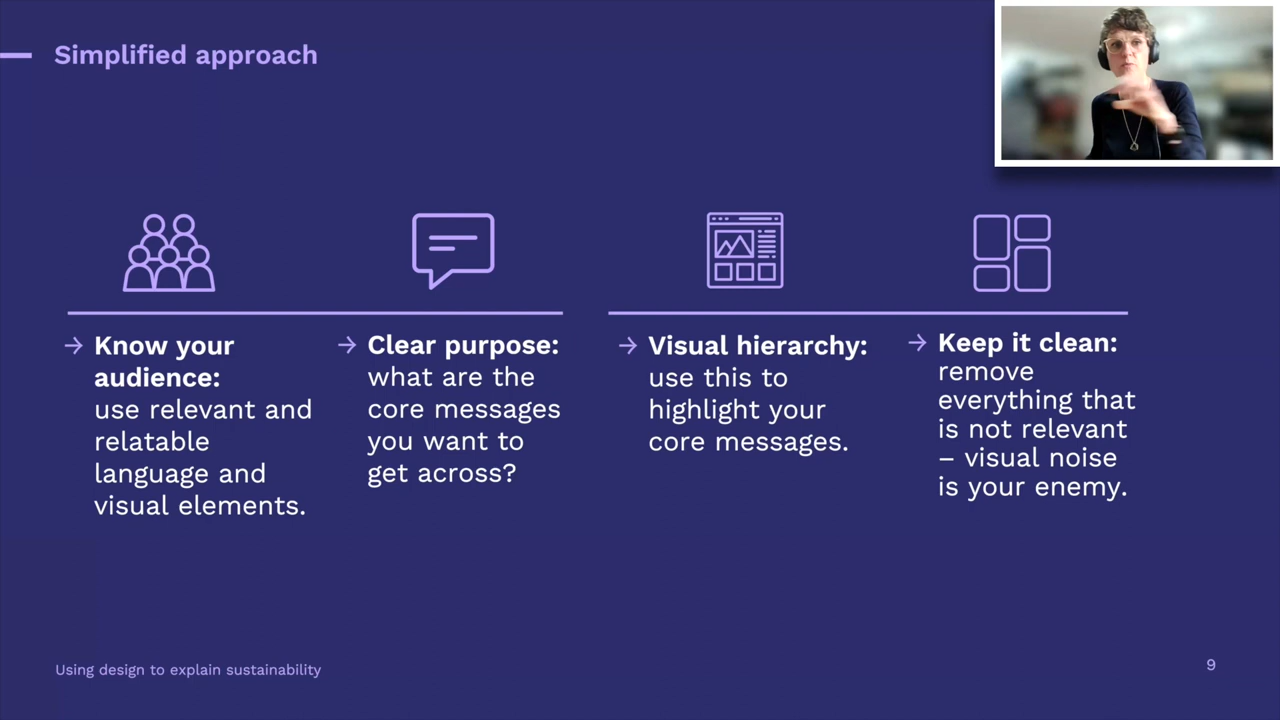 Simplified approach
→ Know your
audience:
use relevant and
relatable
language and
visual elements.
→ Clear purpose:
what are the
core messages
you want to
get across?
→ Visual hierarchy:
use this to
highlight your
core messages.
→ Keep it clean:
remove
everything that
is not relevant
– visual noise
is your enemy.
Using design to explain sustainability
9